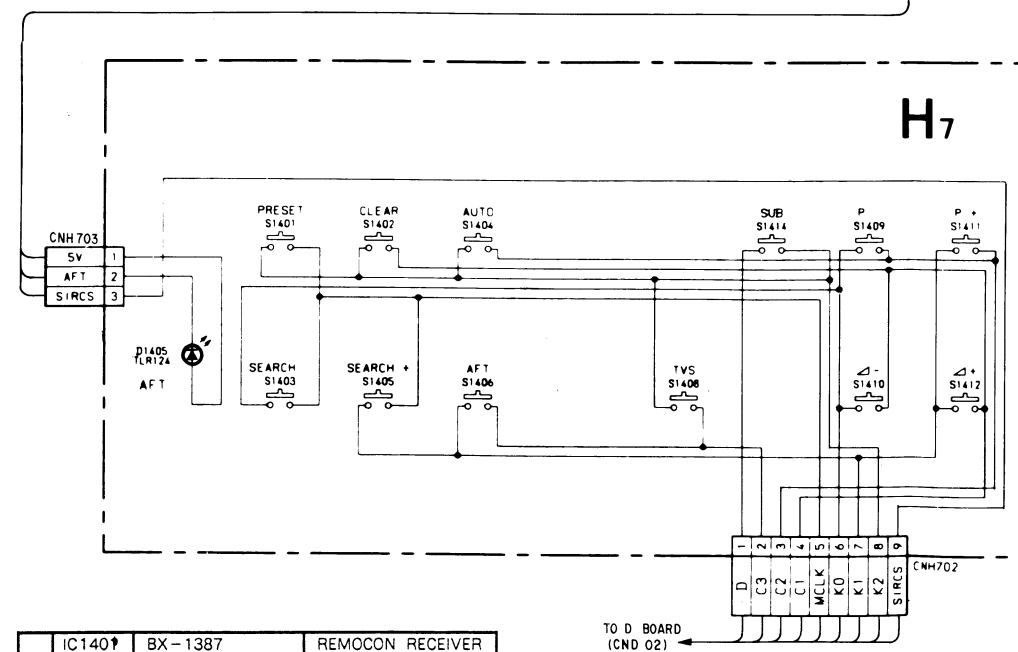 H7
PRESET
S1401
CLEAR
S1402
AUTO
S1404
SUB
S1414
P
S1409
P +
S1411
CNH703
5V 1
AFT 2
SIRCS 3
D1405
TLR124
AFT
SEARCH
S1403
SEARCH +
S1405
AFT
S1406
TVS
S1408
⊿ -
S1410
⊿ +
S1412
1 2 3 4 5 6 7 8 9
D C3 C2 C1 MCLK K0 K1 K2 SIRCS
CNH702
TO D BOARD
(CND 02)
BX-1387 REMOCON RECEIVER